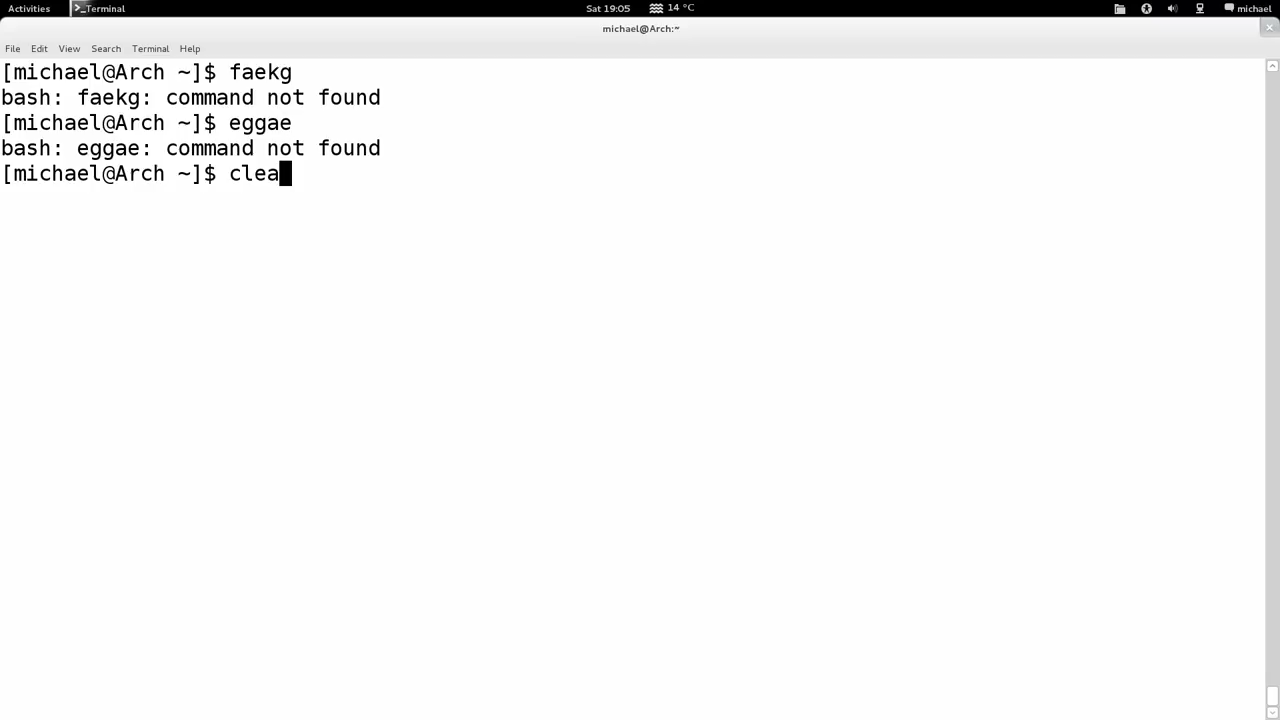 Activities >_Terminal Sat 19:05 14 °C michael
michael@Arch:~
File Edit View Search Terminal Help
[michael@Arch ~]$ faekg
bash: faekg: command not found
[michael@Arch ~]$ eggae
bash: eggae: command not found
[michael@Arch ~]$ clea